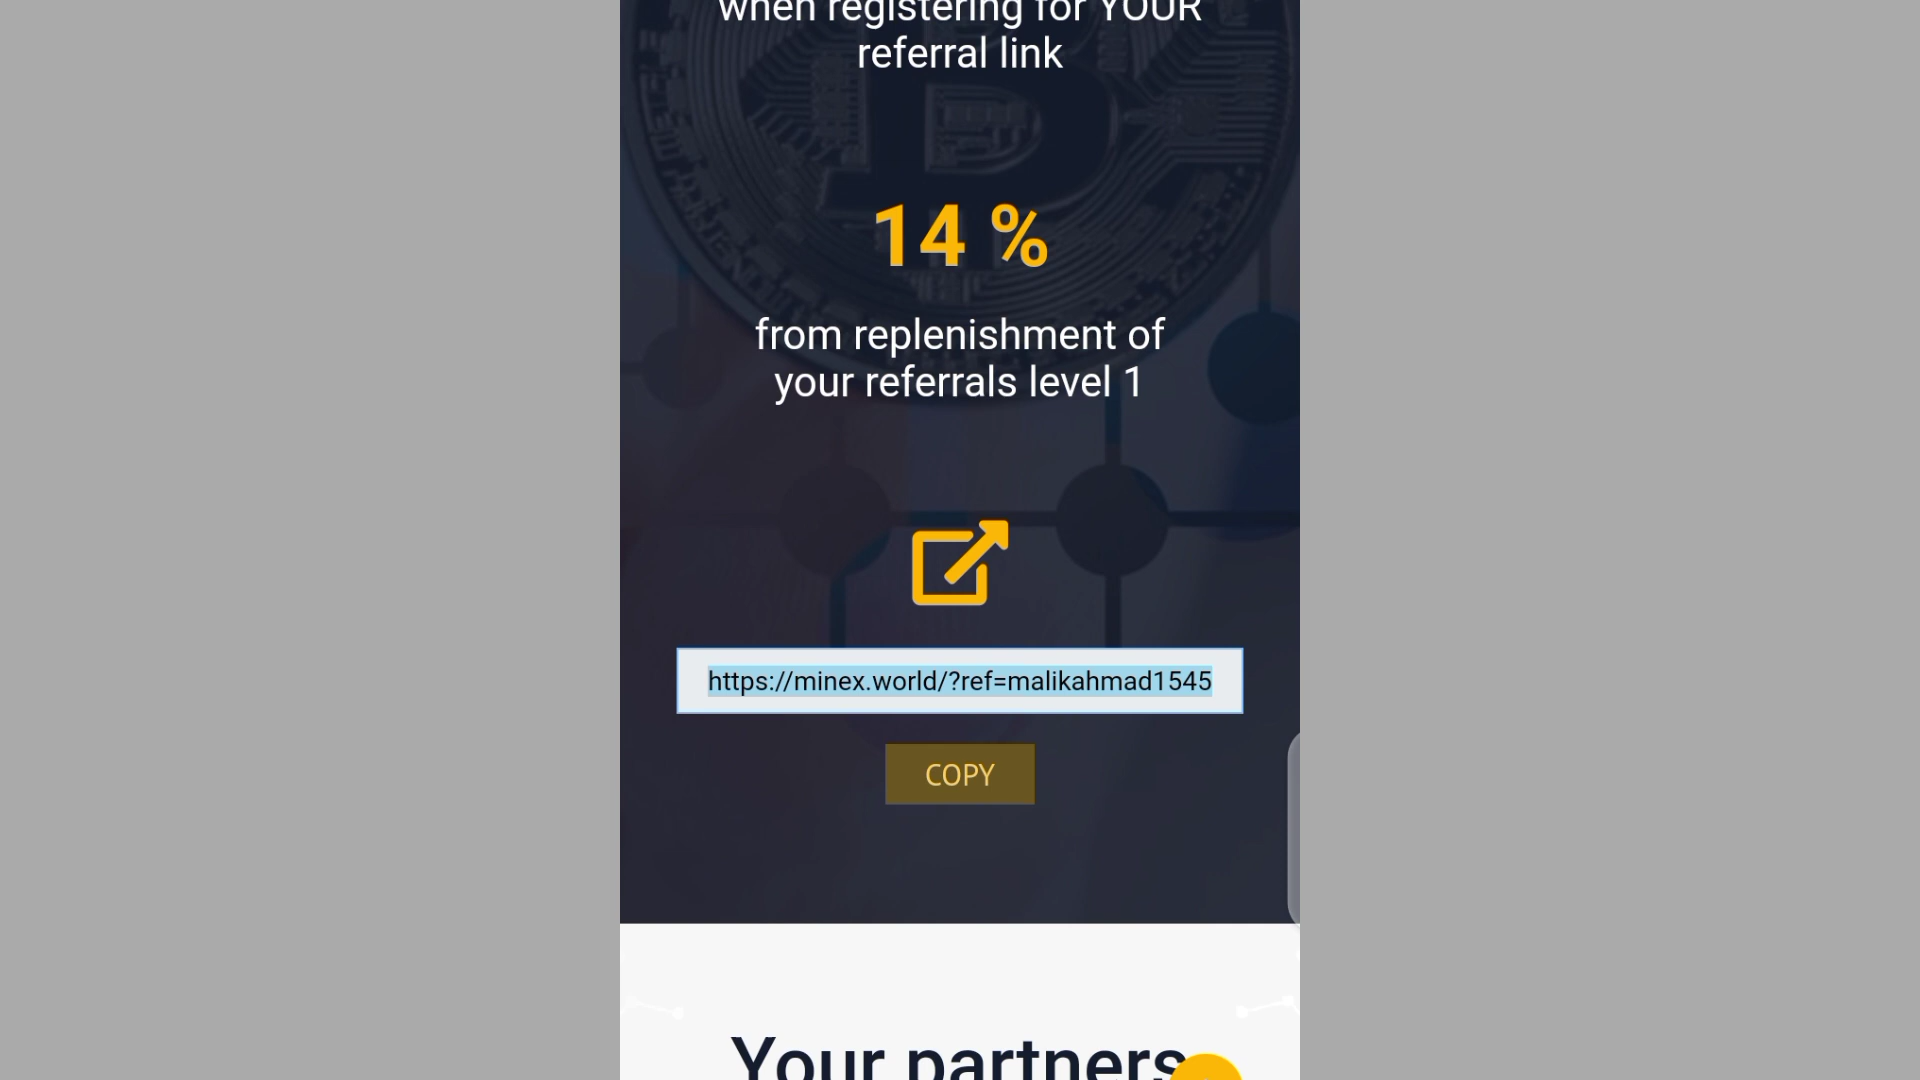 when registering for YOUR
referral link
14 %
from replenishment of
your referrals level 1
https://minex.world/?ref=malikahmad1545
COPY
Your partners